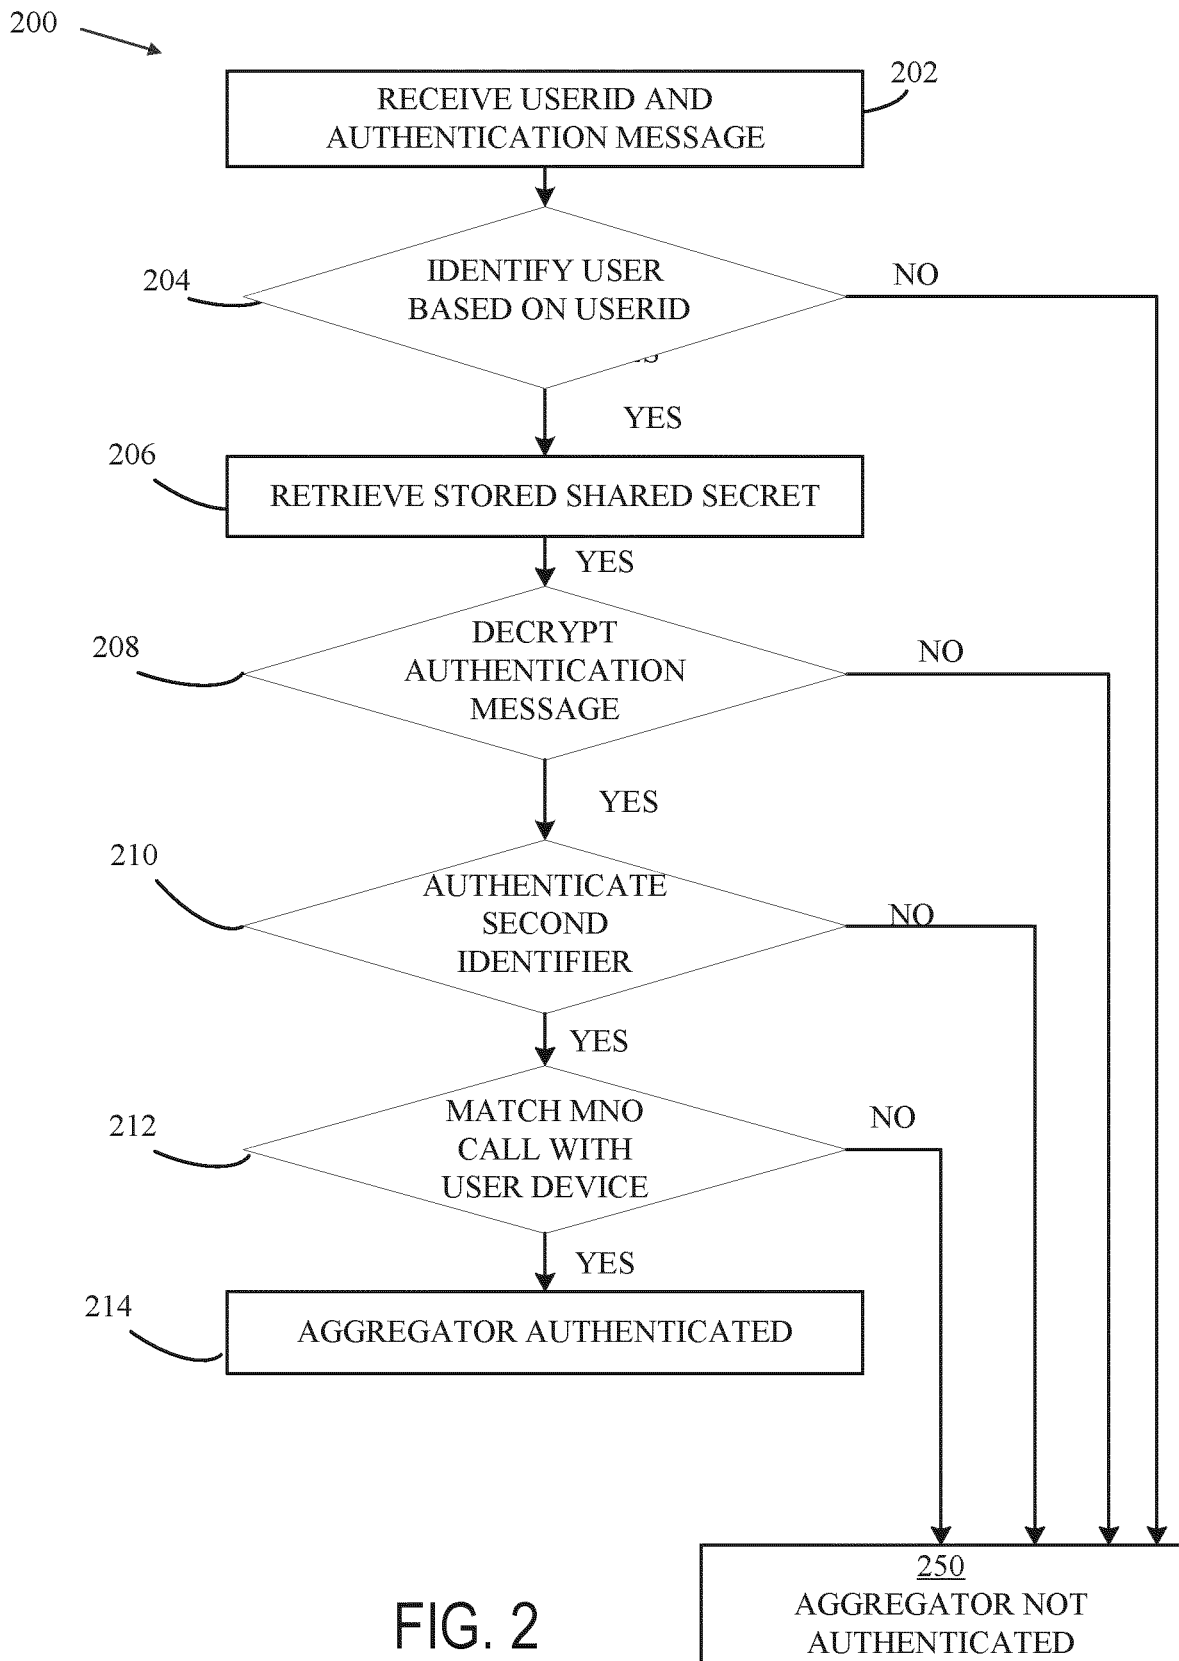 200
202
RECEIVE USERID AND
AUTHENTICATION MESSAGE
204
IDENTIFY USER
BASED ON USERID
NO
YES
206
RETRIEVE STORED SHARED SECRET
YES
208
DECRYPT
AUTHENTICATION
MESSAGE
NO
YES
210
AUTHENTICATE
SECOND
IDENTIFIER
NO
YES
212
MATCH MNO
CALL WITH
USER DEVICE
NO
YES
214
AGGREGATOR AUTHENTICATED
250
AGGREGATOR NOT
AUTHENTICATED
FIG. 2